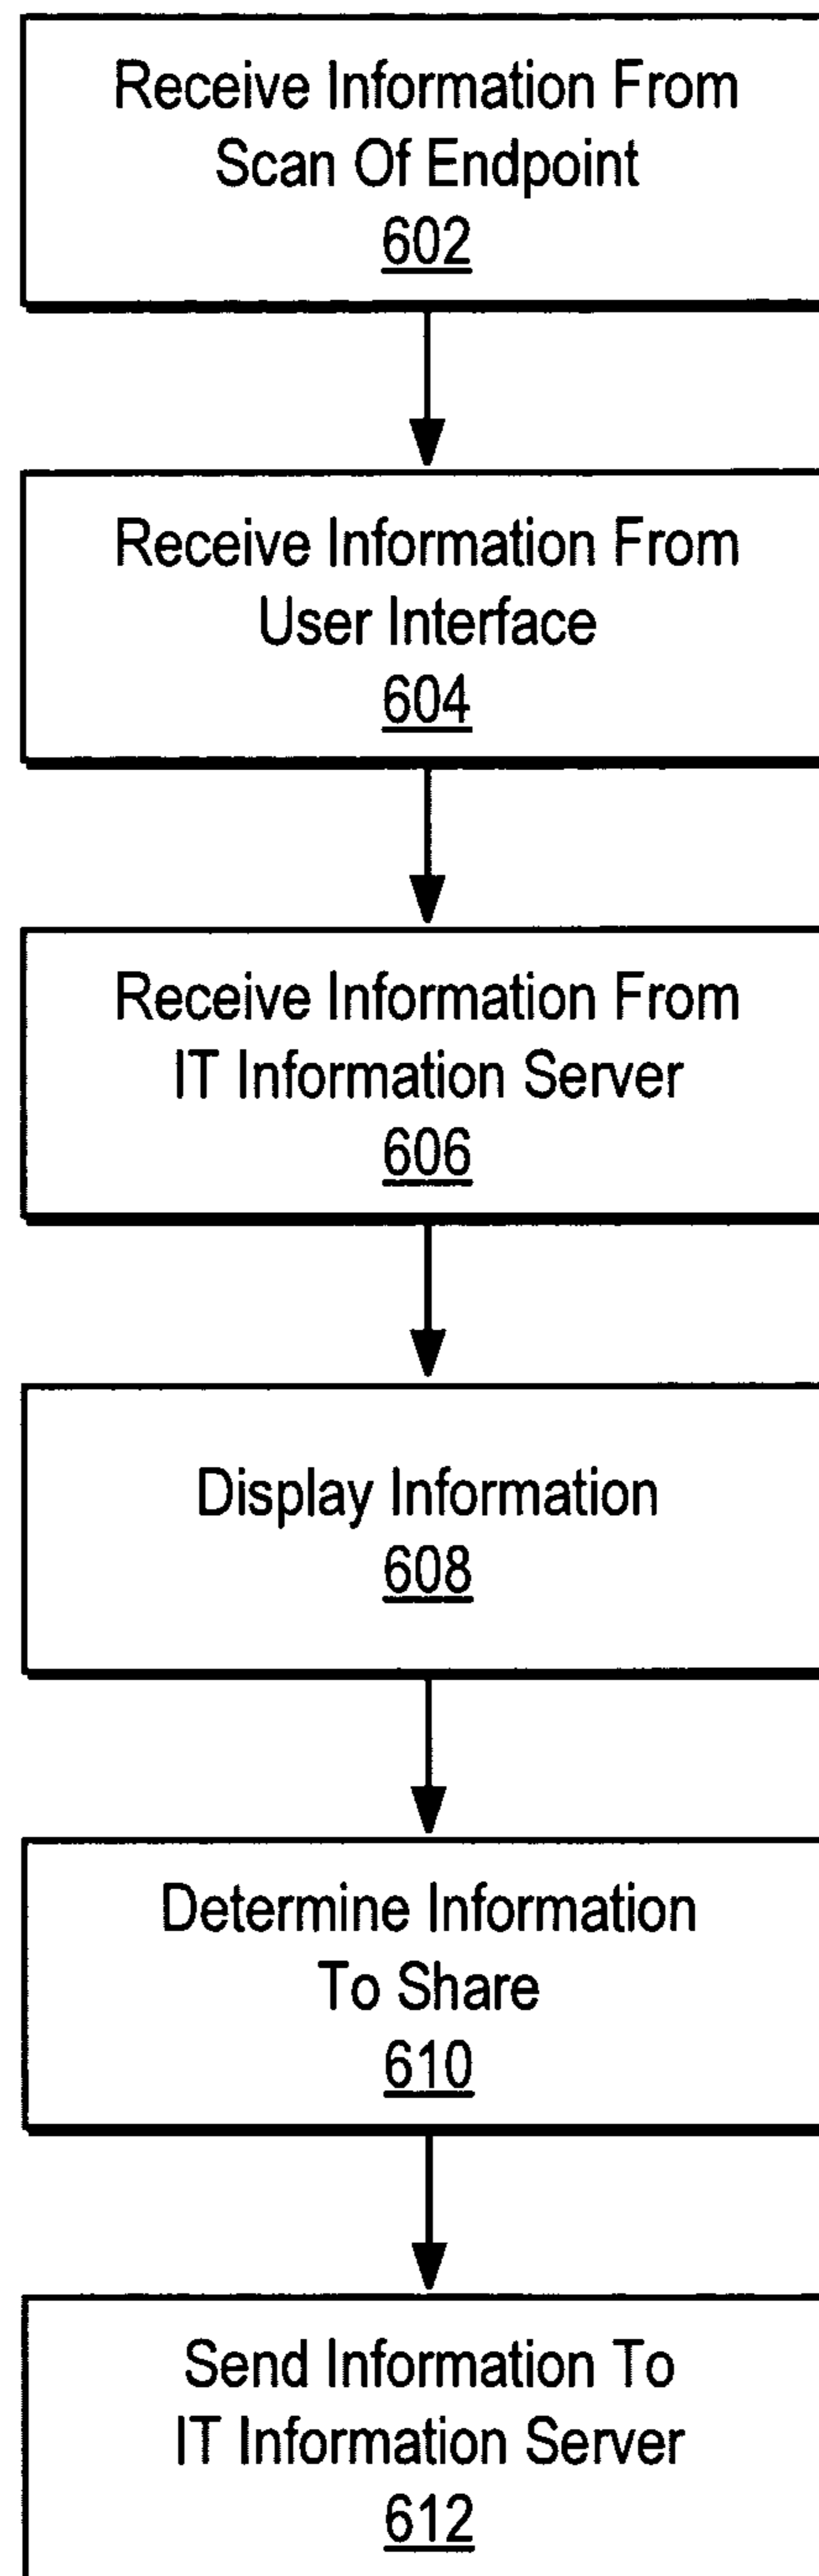 Receive Information From
Scan Of Endpoint
602
Receive Information From
User Interface
604
Receive Information From
IT Information Server
606
Display Information
608
Determine Information
To Share
610
Send Information To
IT Information Server
612